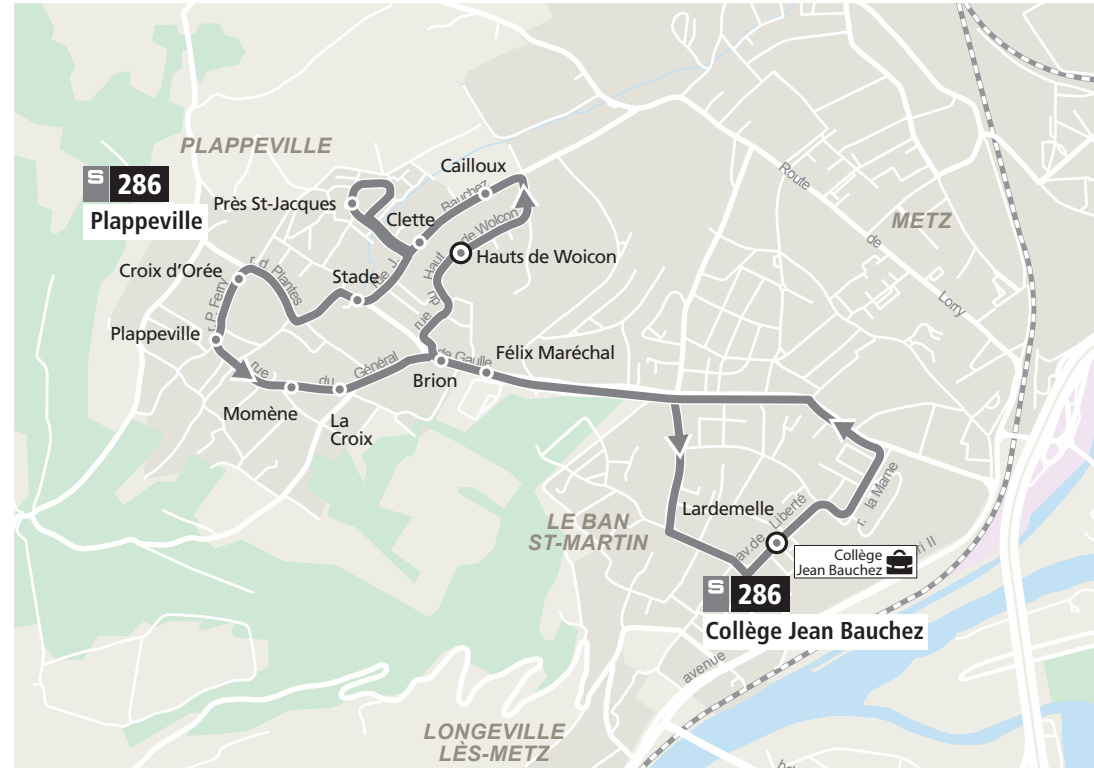 PLAPPEVILLE
S 286
Plappeville
Près St-Jacques
Cailloux
Clette
rue J. Bauchez
Hauts de Woicon
rue du Haut de Woicon
Croix d'Orée
r. d. Plantes
Stade
r. P. Ferry
Plappeville
rue du Général de Gaulle
Félix Maréchal
Brion
Momène
La
Croix
Route de Lorry
METZ
LE BAN
ST-MARTIN
Lardemelle
av.de Liberté
r. la Marne
Collège
Jean Bauchez
S 286
Collège Jean Bauchez
avenue
ri II
LONGEVILLE
LÈS-METZ